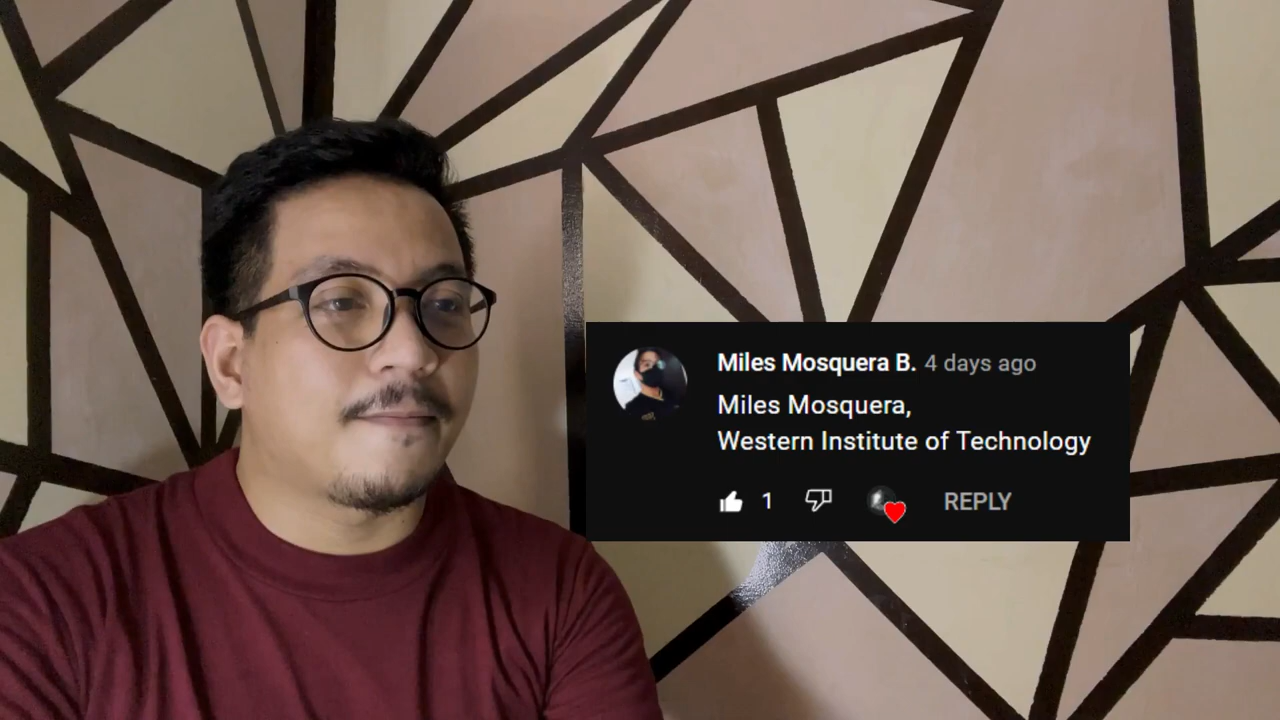 Miles Mosquera B. 4 days ago
Miles Mosquera,
Western Institute of Technology
1 REPLY